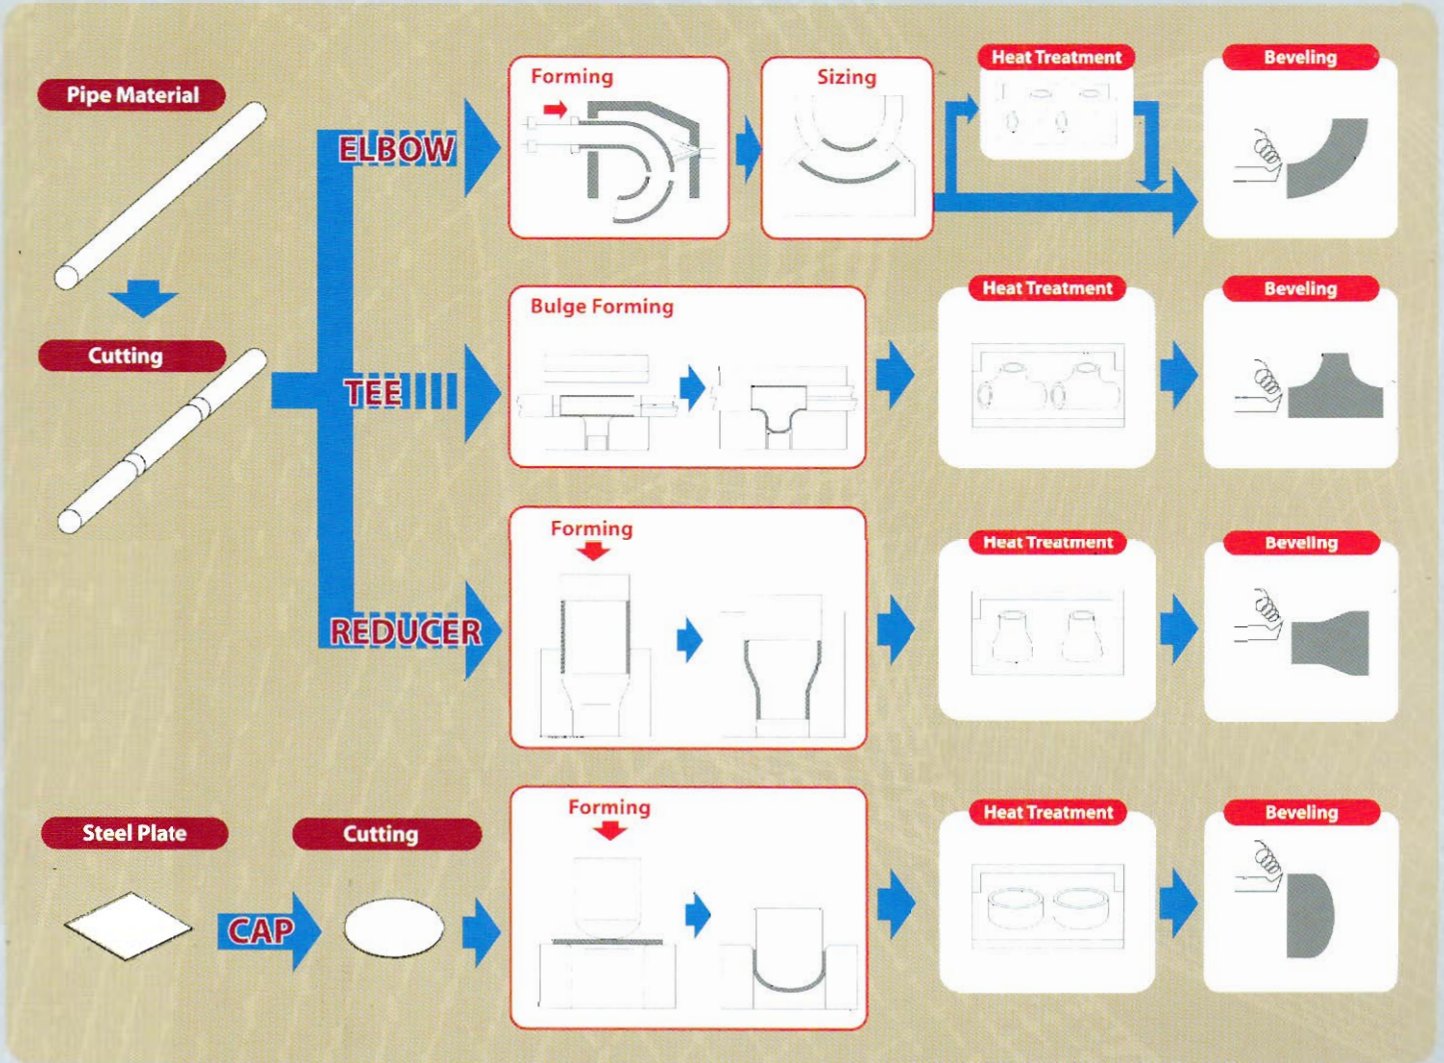 Pipe Material
Cutting
ELBOW
Forming
Sizing
Heat Treatment
Beveling
TEE
Bulge Forming
Heat Treatment
Beveling
REDUCER
Forming
Heat Treatment
Beveling
Steel Plate
CAP
Cutting
Forming
Heat Treatment
Beveling